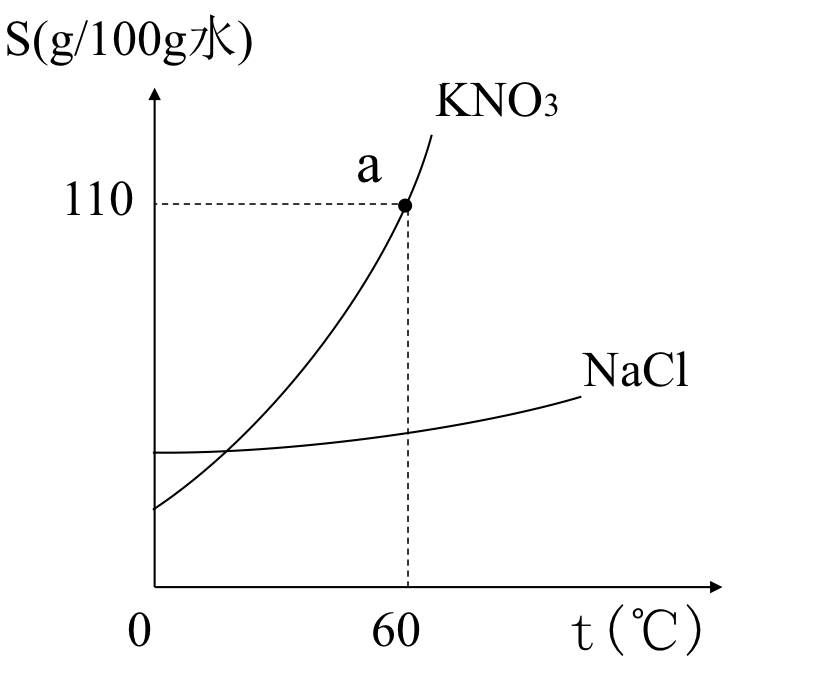 S(g/100g水)
KNO₃
a
110
NaCl
0
60
t(℃)